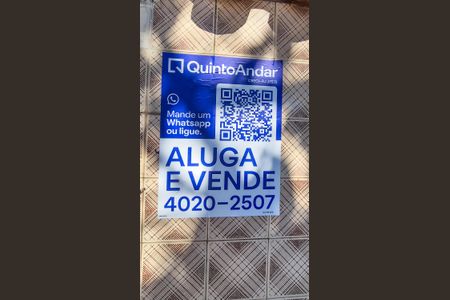 QuintoAndar
Mande um
Whatsapp
ou ligue.
ALUGA
E VENDE
4020-2507